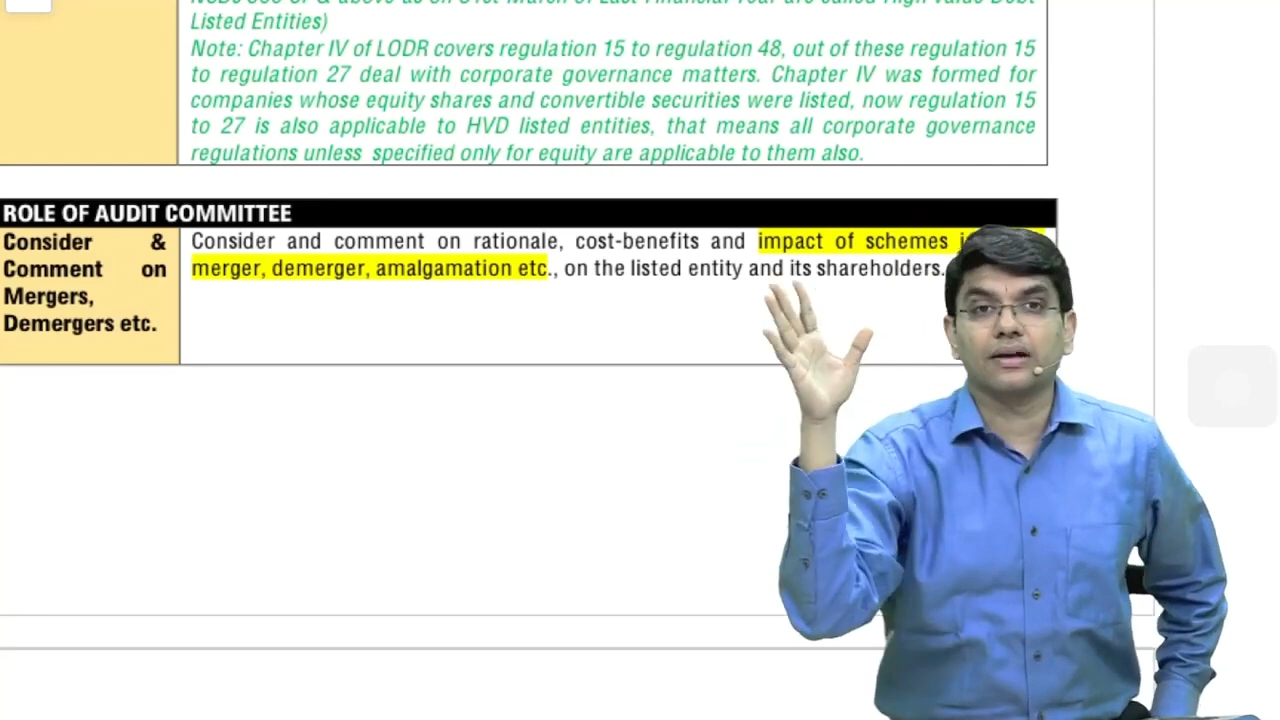 Listed Entities)
Note: Chapter IV of LODR covers regulation 15 to regulation 48, out of these regulation 15
to regulation 27 deal with corporate governance matters. Chapter IV was formed for
companies whose equity shares and convertible securities were listed, now regulation 15
to 27 is also applicable to HVD listed entities, that means all corporate governance
regulations unless specified only for equity are applicable to them also.
ROLE OF AUDIT COMMITTEE
Consider &
Comment on
Mergers,
Demergers etc.
Consider and comment on rationale, cost-benefits and impact of schemes
merger, demerger, amalgamation etc., on the listed entity and its shareholders.